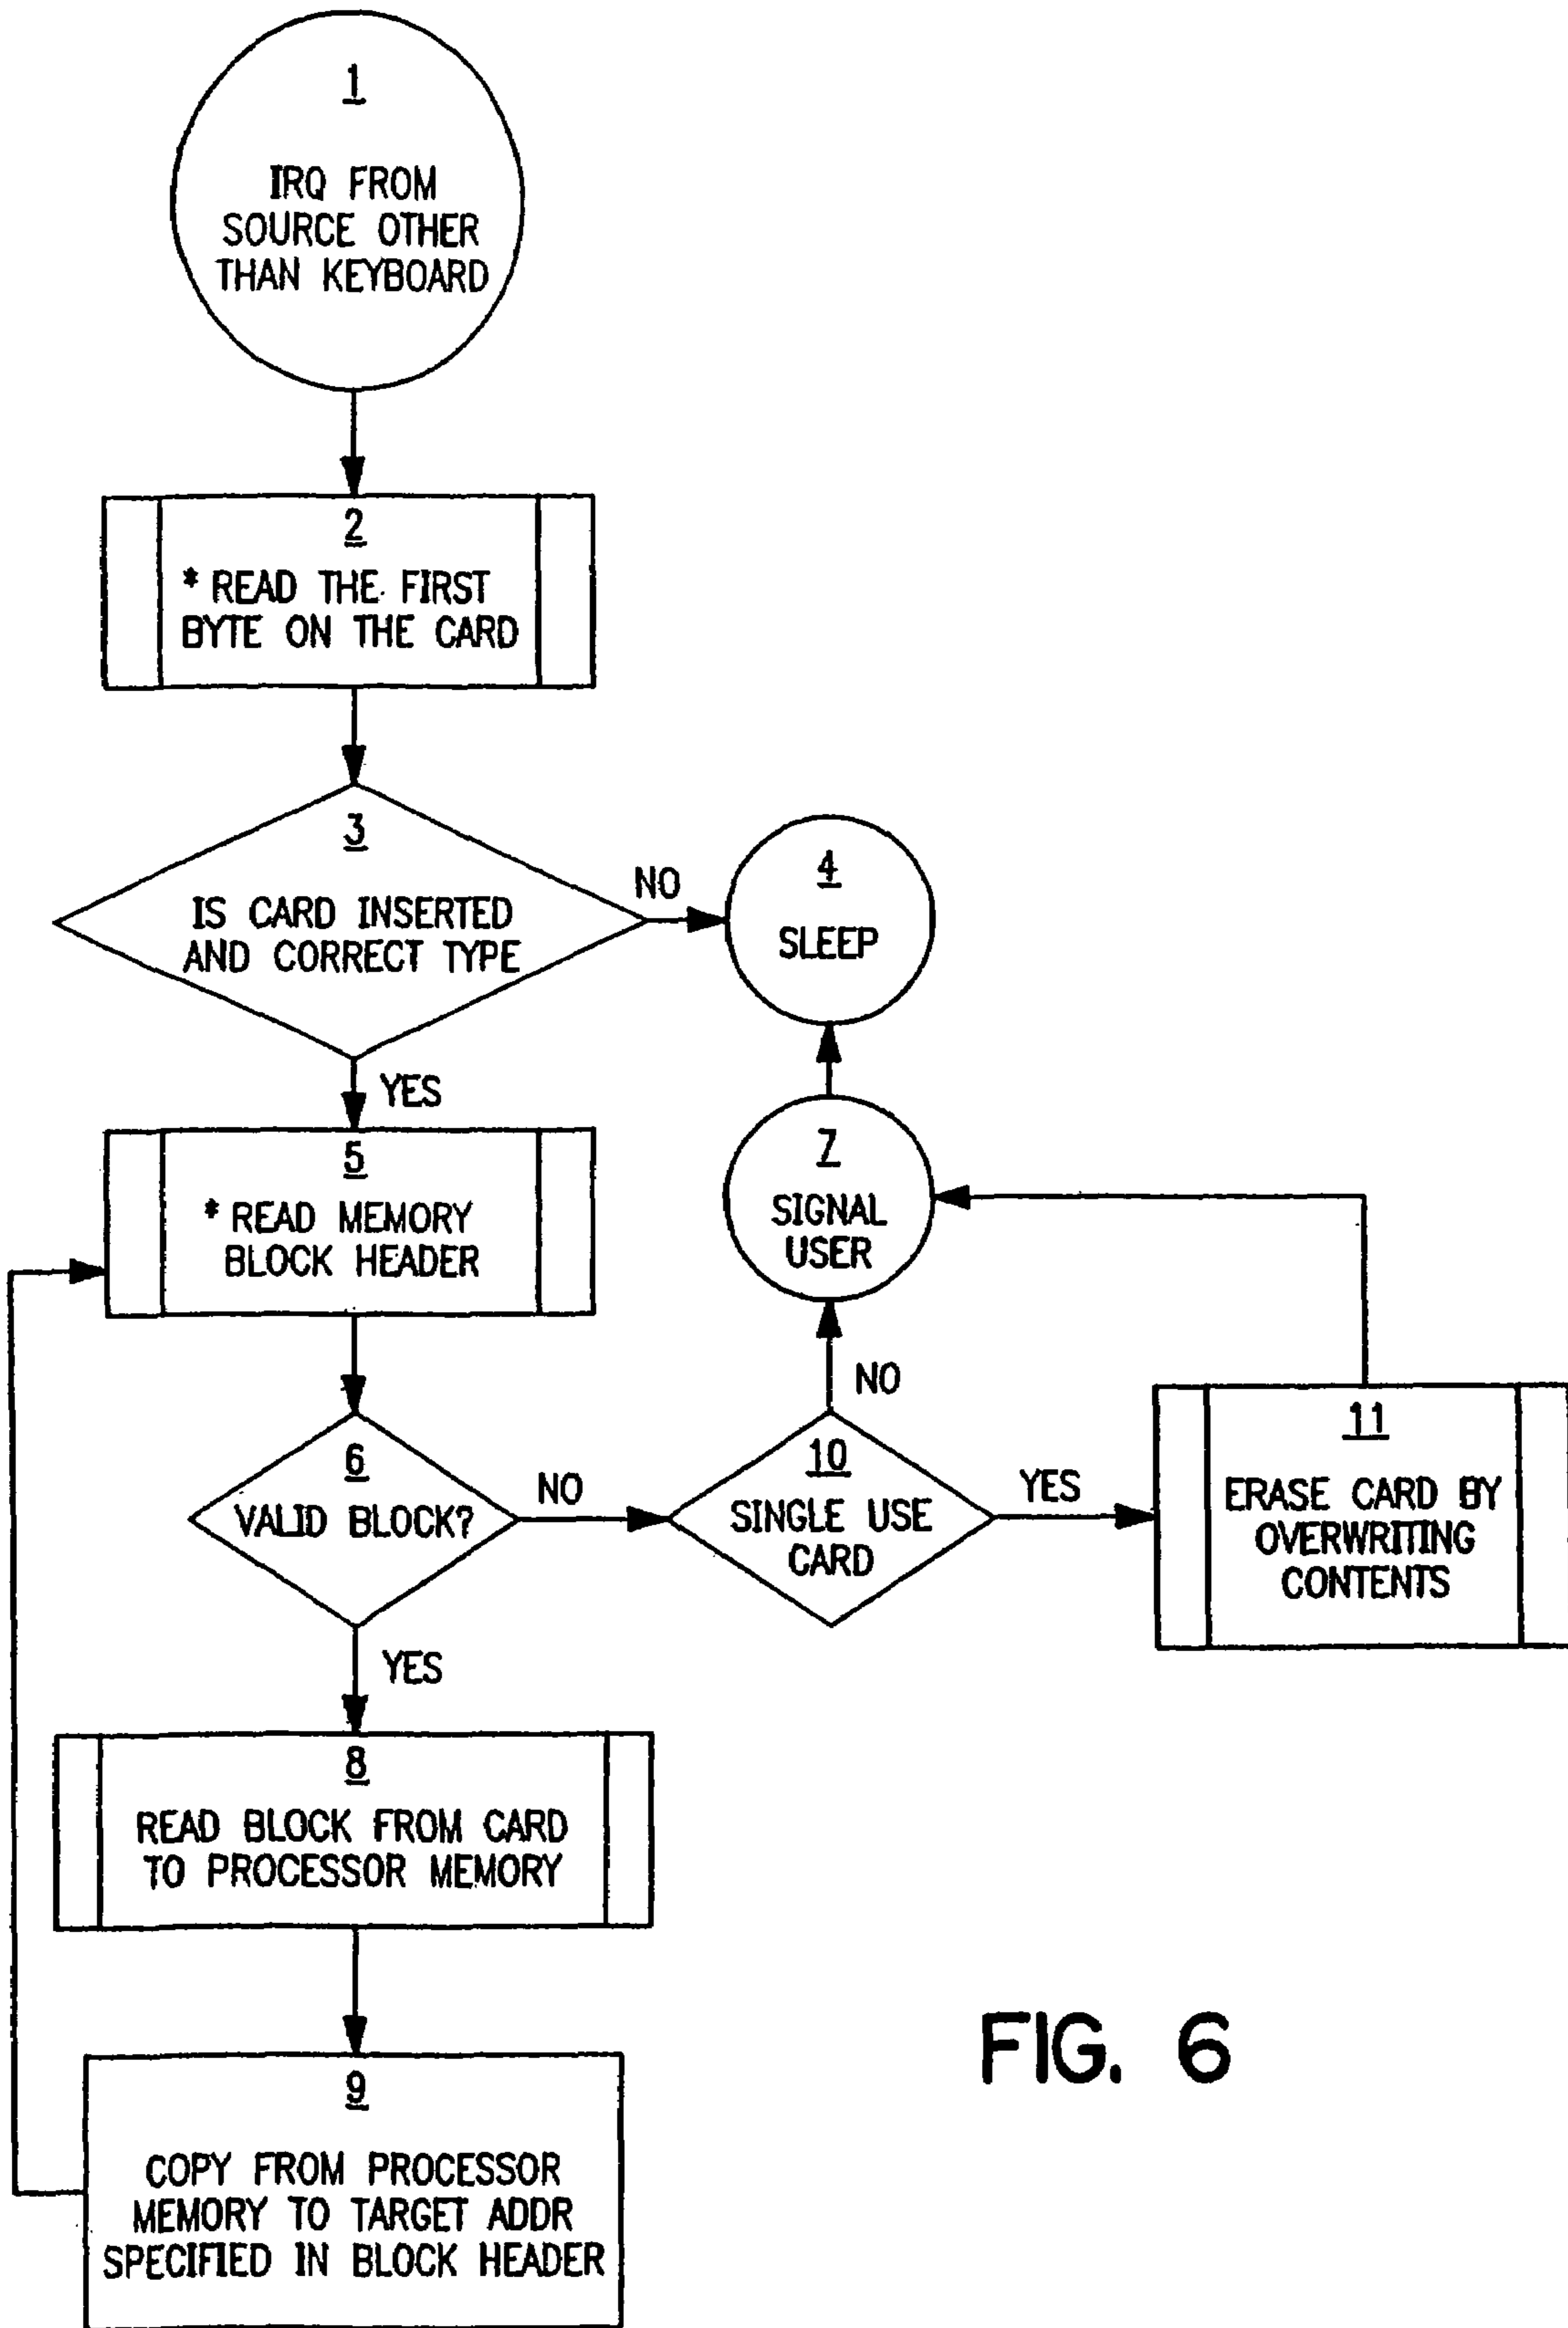 1
IRQ FROM
SOURCE OTHER
THAN KEYBOARD
2
* READ THE FIRST
BYTE ON THE CARD
3
IS CARD INSERTED
AND CORRECT TYPE
NO
4
SLEEP
YES
5
* READ MEMORY
BLOCK HEADER
7
SIGNAL
USER
NO
6
VALID BLOCK?
NO
10
SINGLE USE
CARD
YES
11
ERASE CARD BY
OVERWRITING
CONTENTS
YES
8
READ BLOCK FROM CARD
TO PROCESSOR MEMORY
9
COPY FROM PROCESSOR
MEMORY TO TARGET ADDR
SPECIFIED IN BLOCK HEADER
FIG. 6